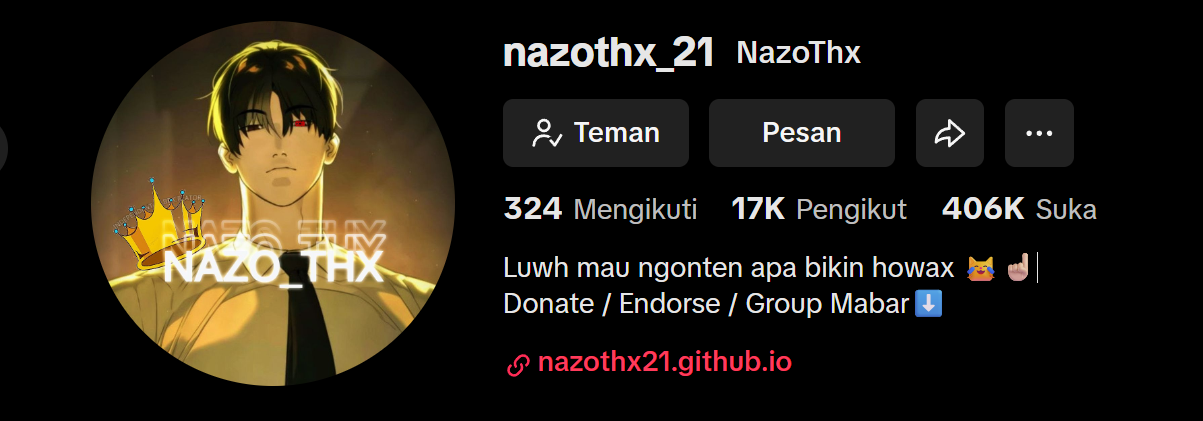 nazothx_21 NazoThx
Teman Pesan
324 Mengikuti 17K Pengikut 406K Suka
Luwh mau ngonten apa bikin howax 😹 ☝🏼|
Donate / Endorse / Group Mabar⬇️
nazothx21.github.io
NAZO_THX
NAZO_THX